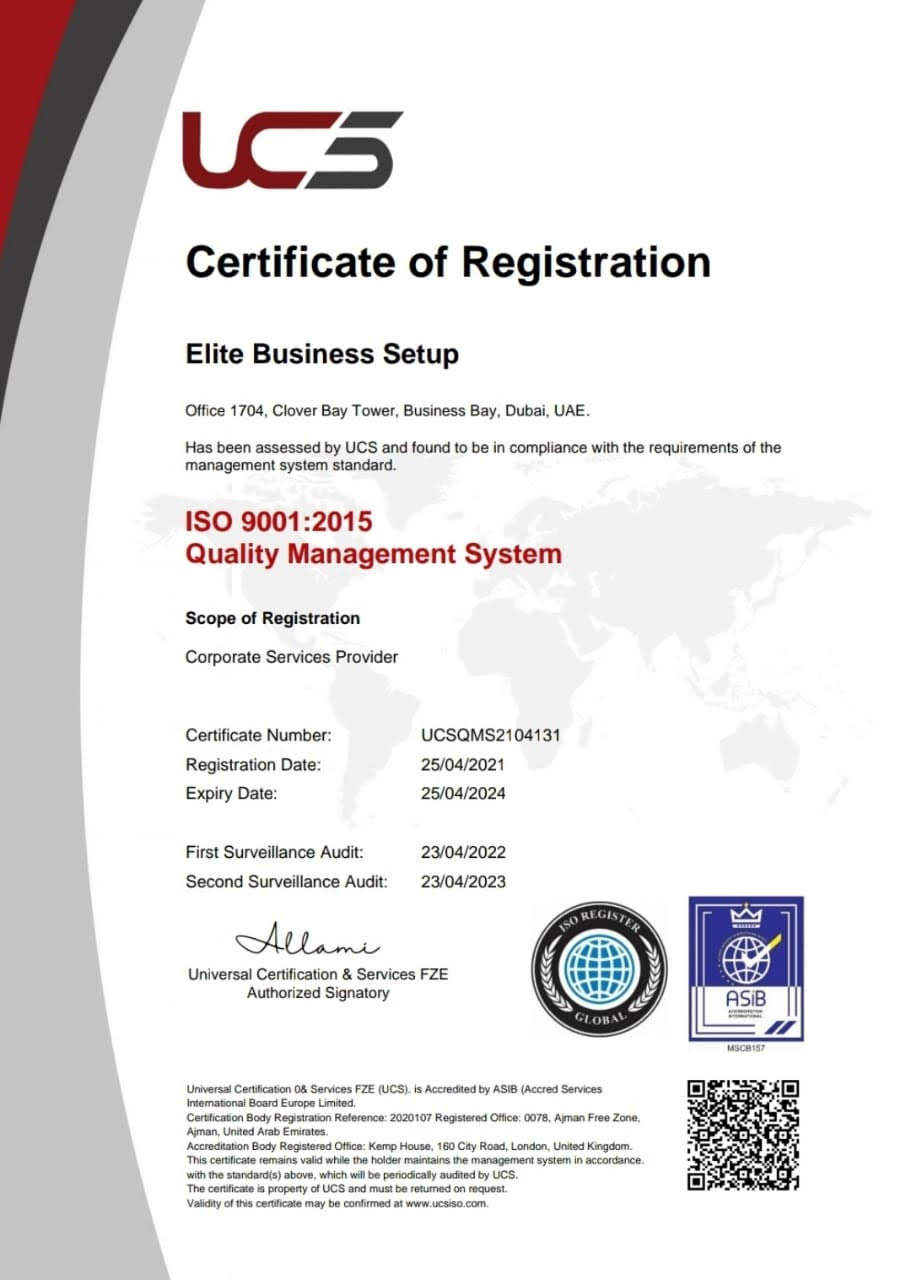 UCS
Certificate of Registration
Elite Business Setup
Office 1704, Clover Bay Tower, Business Bay, Dubai, UAE.
Has been assessed by UCS and found to be in compliance with the requirements of the
management system standard.
ISO 9001:2015
Quality Management System
Scope of Registration
Corporate Services Provider
Certificate Number: UCSQMS2104131
Registration Date: 25/04/2021
Expiry Date: 25/04/2024
First Surveillance Audit: 23/04/2022
Second Surveillance Audit: 23/04/2023
Allami
Universal Certification & Services FZE
Authorized Signatory
ISO REGISTER
GLOBAL
ASiB
ACCREDITATION
INTERNATIONAL
MSCB157
Universal Certification 0& Services FZE (UCS). is Accredited by ASIB (Accred Services
International Board Europe Limited.
Certification Body Registration Reference: 2020107 Registered Office: 0078, Ajman Free Zone,
Ajman, United Arab Emirates.
Accreditation Body Registered Office: Kemp House, 160 City Road, London, United Kingdom.
This certificate remains valid while the holder maintains the management system in accordance.
with the standard(s) above, which will be periodically audited by UCS.
The certificate is property of UCS and must be returned on request.
Validity of this certificate may be confirmed at www.ucsiso.com.